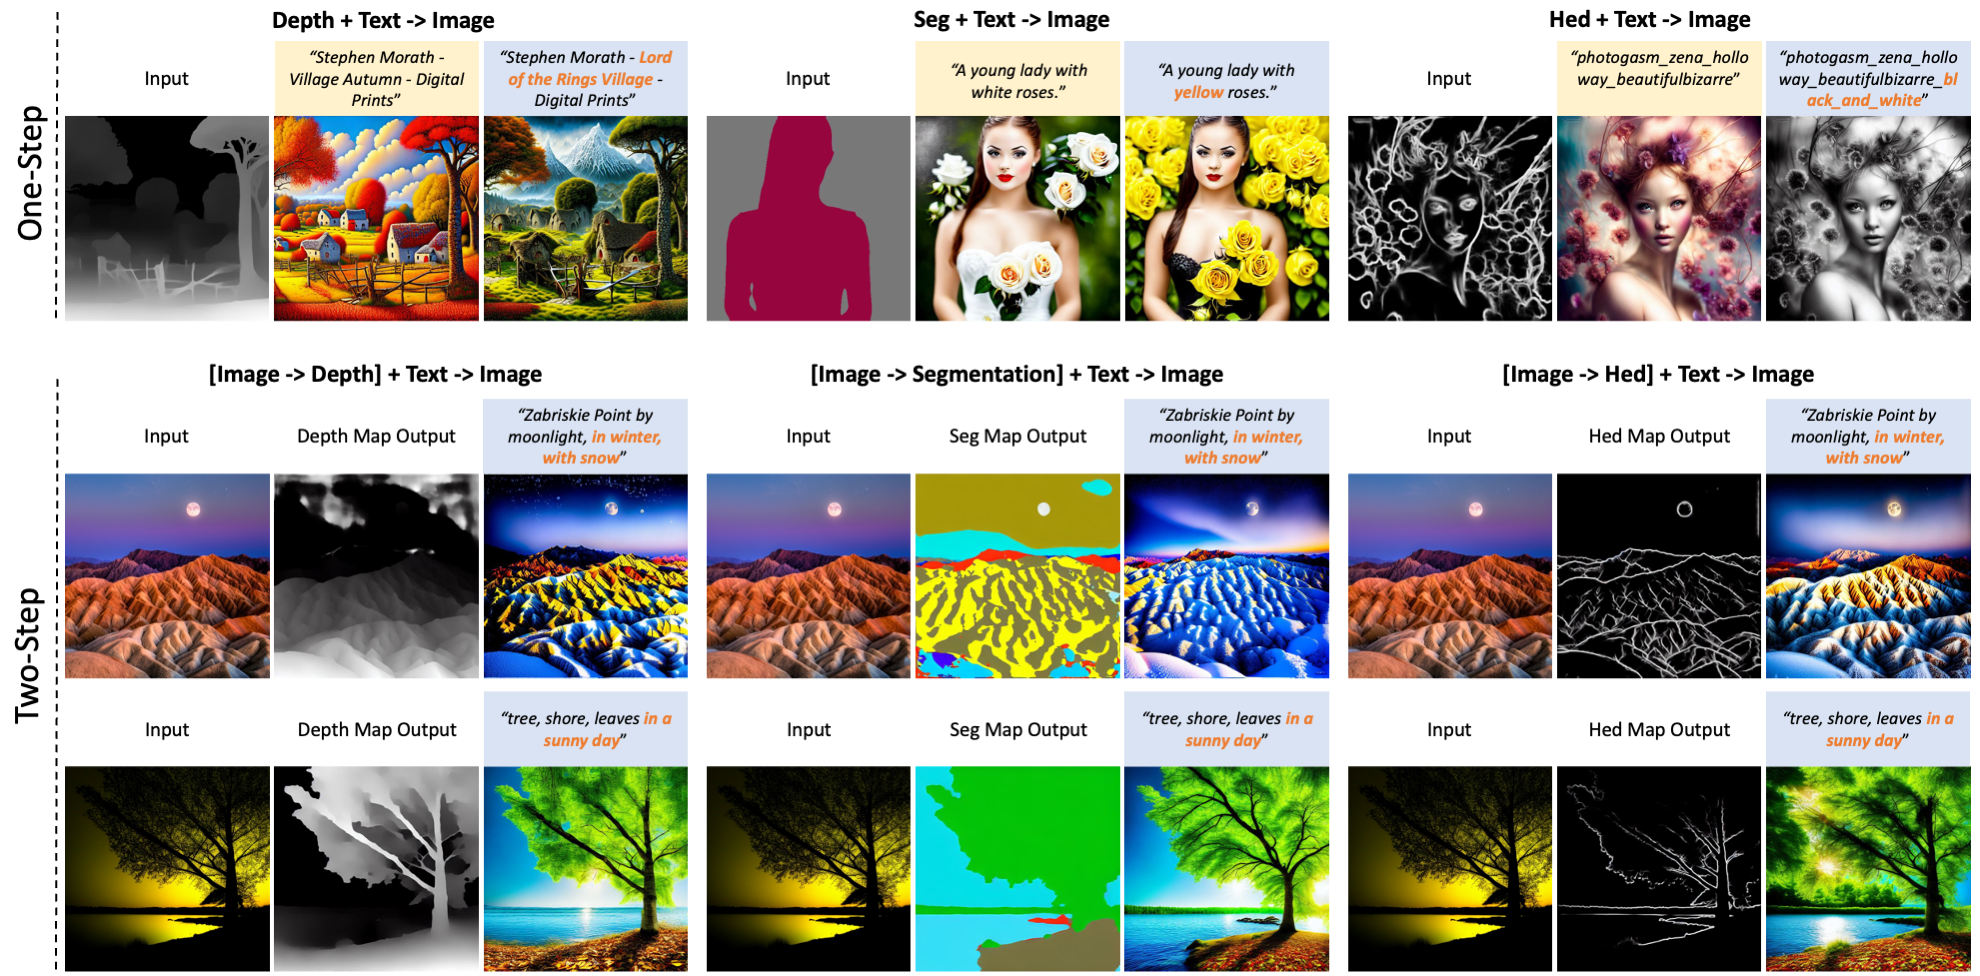 One-Step
Depth + Text -> Image
Input
“Stephen Morath -
Village Autumn - Digital
Prints”
“Stephen Morath - Lord
of the Rings Village -
Digital Prints”
Seg + Text -> Image
Input
“A young lady with
white roses.”
“A young lady with
yellow roses.”
Hed + Text -> Image
Input
“photogasm_zena_hollo
way_beautifulbizarre”
“photogasm_zena_hollo
way_beautifulbizarre_bl
ack_and_white”
Two-Step
[Image -> Depth] + Text -> Image
Input
Depth Map Output
“Zabriskie Point by
moonlight, in winter,
with snow”
[Image -> Segmentation] + Text -> Image
Input
Seg Map Output
“Zabriskie Point by
moonlight, in winter,
with snow”
[Image -> Hed] + Text -> Image
Input
Hed Map Output
“Zabriskie Point by
moonlight, in winter,
with snow”
Input
Depth Map Output
“tree, shore, leaves in a
sunny day”
Input
Seg Map Output
“tree, shore, leaves in a
sunny day”
Input
Hed Map Output
“tree, shore, leaves in a
sunny day”